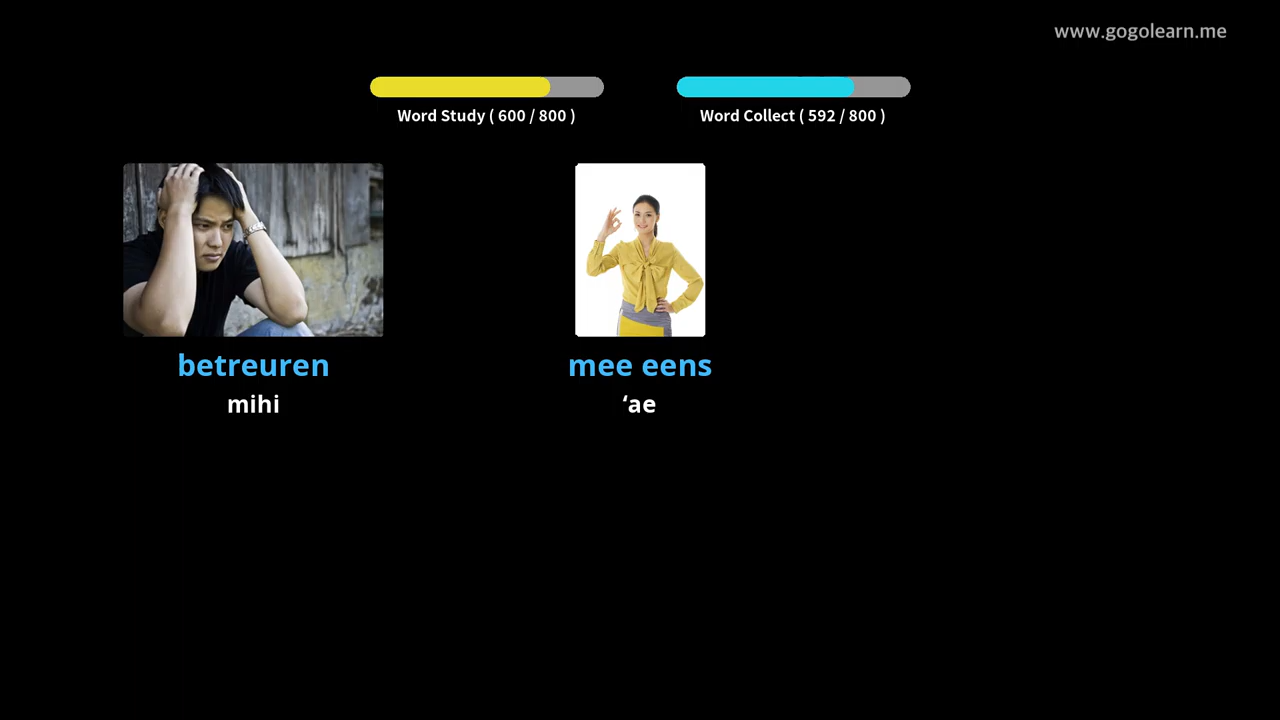 www.gogolearn.me
Word Study ( 600 / 800 )
Word Collect ( 592 / 800 )
betreuren
mihi
mee eens
‘ae